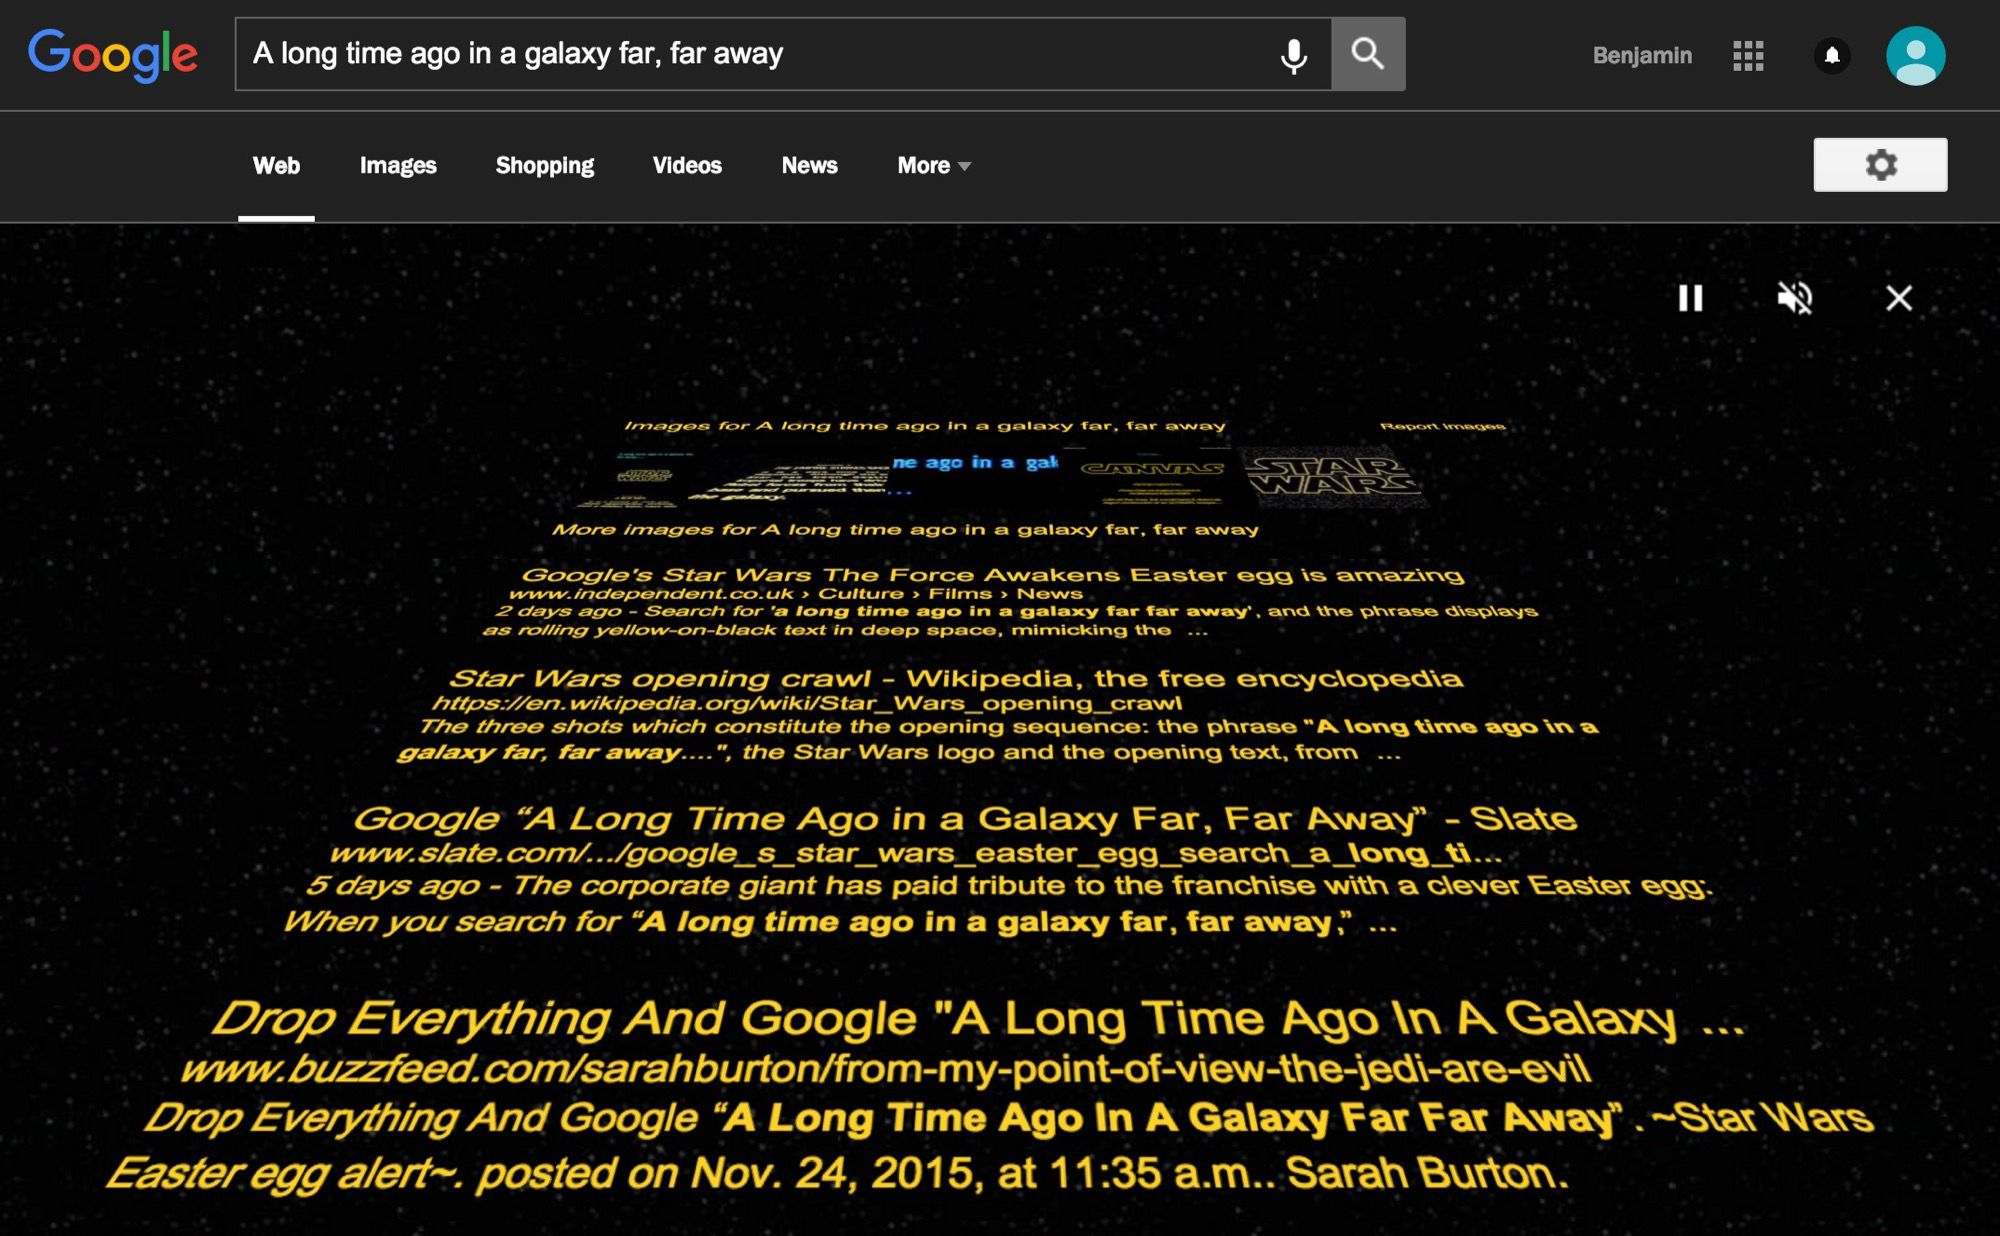 Google
A long time ago in a galaxy far, far away
Benjamin
Web Images Shopping Videos News More
Images for A long time ago in a galaxy far, far away Report images
STAR WARS
me ago in a gal
...
CANVAS
STAR
WARS
the galaxy.
More images for A long time ago in a galaxy far, far away
Google's Star Wars The Force Awakens Easter egg is amazing
www.independent.co.uk › Culture › Films › News
2 days ago - Search for 'a long time ago in a galaxy far far away', and the phrase displays
as rolling yellow-on-black text in deep space, mimicking the ...
Star Wars opening crawl - Wikipedia, the free encyclopedia
https://en.wikipedia.org/wiki/Star_Wars_opening_crawl
The three shots which constitute the opening sequence: the phrase "A long time ago in a
galaxy far, far away....", the Star Wars logo and the opening text, from ...
Google “A Long Time Ago in a Galaxy Far, Far Away” - Slate
www.slate.com/.../google_s_star_wars_easter_egg_search_a_long_ti...
5 days ago - The corporate giant has paid tribute to the franchise with a clever Easter egg:
When you search for “A long time ago in a galaxy far, far away,” ...
Drop Everything And Google "A Long Time Ago In A Galaxy ...
www.buzzfeed.com/sarahburton/from-my-point-of-view-the-jedi-are-evil
Drop Everything And Google “A Long Time Ago In A Galaxy Far Far Away”. ~Star Wars
Easter egg alert~. posted on Nov. 24, 2015, at 11:35 a.m.. Sarah Burton.